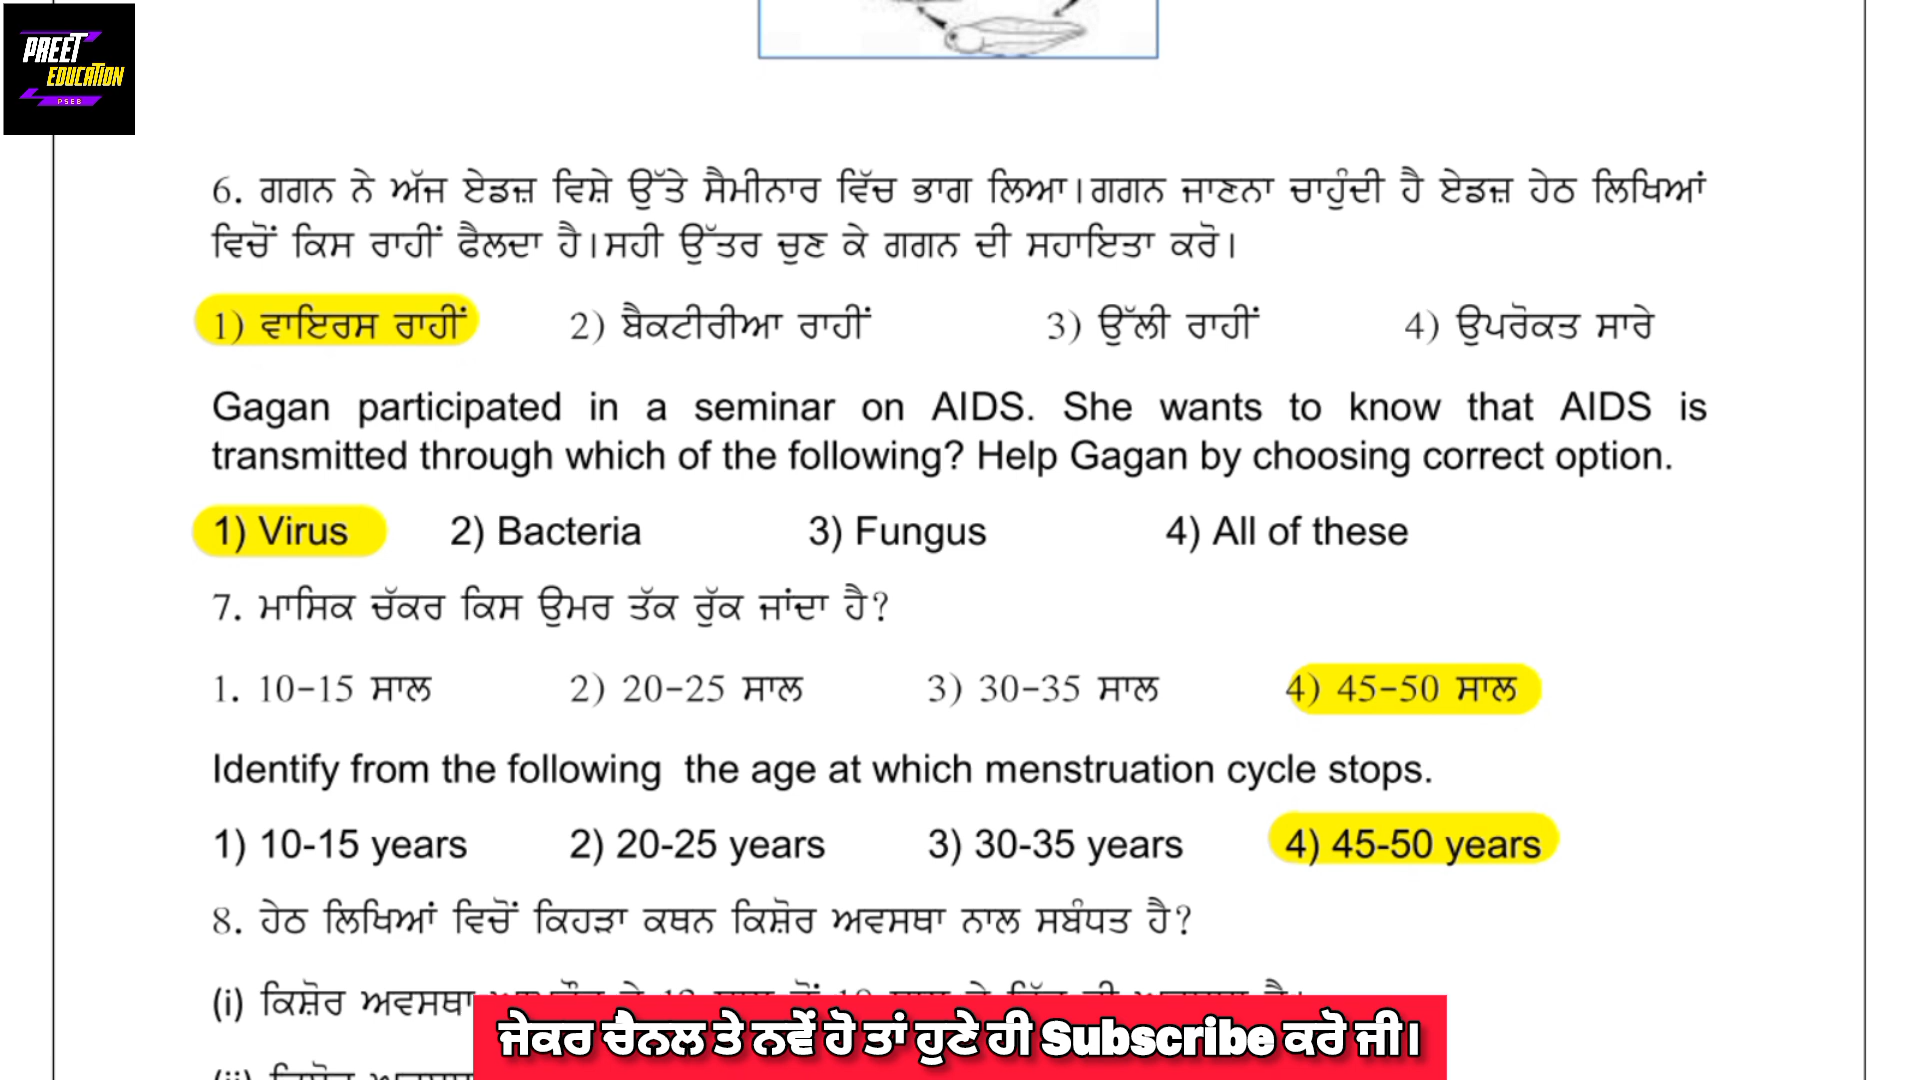 PREET
EDUCATION
PSEB
6. ਗਗਨ ਨੇ ਅੱਜ ਏਡਜ਼ ਵਿਸ਼ੇ ਉੱਤੇ ਸੈਮੀਨਾਰ ਵਿੱਚ ਭਾਗ ਲਿਆ।ਗਗਨ ਜਾਣਨਾ ਚਾਹੁੰਦੀ ਹੈ ਏਡਜ਼ ਹੇਠ ਲਿਖਿਆਂ
ਵਿਚੋਂ ਕਿਸ ਰਾਹੀਂ ਫੈਲਦਾ ਹੈ।ਸਹੀ ਉੱਤਰ ਚੁਣ ਕੇ ਗਗਨ ਦੀ ਸਹਾਇਤਾ ਕਰੋ।
1) ਵਾਇਰਸ ਰਾਹੀਂ 2) ਬੈਕਟੀਰੀਆ ਰਾਹੀਂ 3) ਉੱਲੀ ਰਾਹੀਂ 4) ਉਪਰੋਕਤ ਸਾਰੇ
Gagan participated in a seminar on AIDS. She wants to know that AIDS is
transmitted through which of the following? Help Gagan by choosing correct option.
1) Virus 2) Bacteria 3) Fungus 4) All of these
7. ਮਾਸਿਕ ਚੱਕਰ ਕਿਸ ਉਮਰ ਤੱਕ ਰੁੱਕ ਜਾਂਦਾ ਹੈ?
1. 10-15 ਸਾਲ 2) 20-25 ਸਾਲ 3) 30-35 ਸਾਲ 4) 45-50 ਸਾਲ
Identify from the following the age at which menstruation cycle stops.
1) 10-15 years 2) 20-25 years 3) 30-35 years 4) 45-50 years
8. ਹੇਠ ਲਿਖਿਆਂ ਵਿਚੋਂ ਕਿਹੜਾ ਕਥਨ ਕਿਸ਼ੋਰ ਅਵਸਥਾ ਨਾਲ ਸਬੰਧਤ ਹੈ?
(i) ਕਿਸ਼ੋਰ ਅਵਸਥਾ
ਜੇਕਰ ਚੈਨਲ ਤੇ ਨਵੇਂ ਹੋ ਤਾਂ ਹੁਣੇ ਹੀ Subscribe ਕਰੋ ਜੀ।